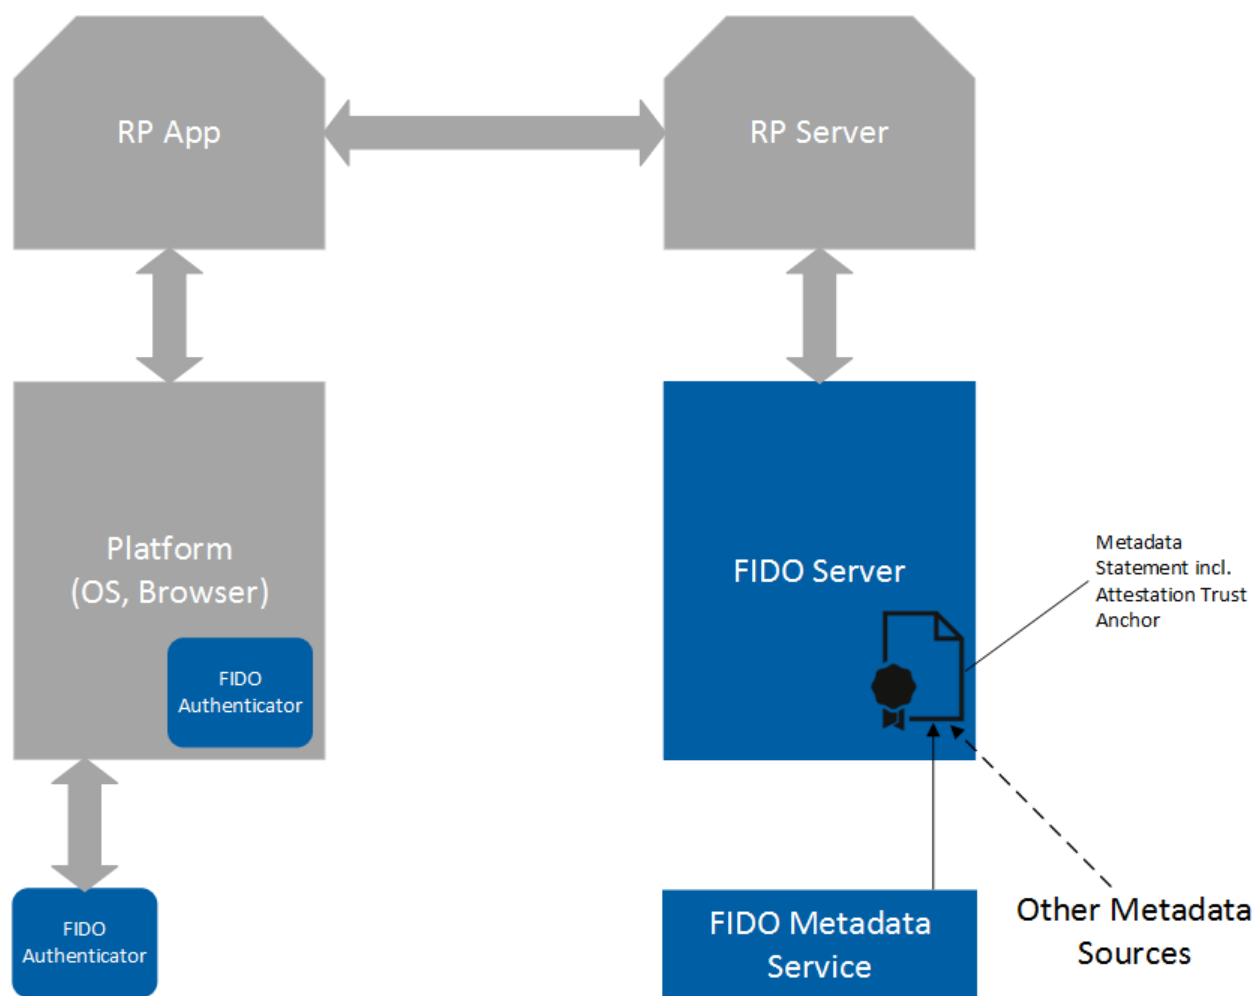 RP App
RP Server
Platform
(OS, Browser)
FIDO
Authenticator
FIDO Server
Metadata
Statement incl.
Attestation Trust
Anchor
FIDO
Authenticator
FIDO Metadata
Service
Other Metadata
Sources